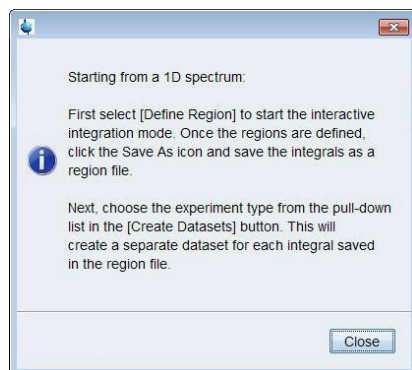 Starting from a 1D spectrum:
First select [Define Region] to start the interactive
integration mode. Once the regions are defined,
click the Save As icon and save the integrals as a
region file.
Next, choose the experiment type from the pull-down
list in the [Create Datasets] button. This will
create a separate dataset for each integral saved
in the region file.
Close